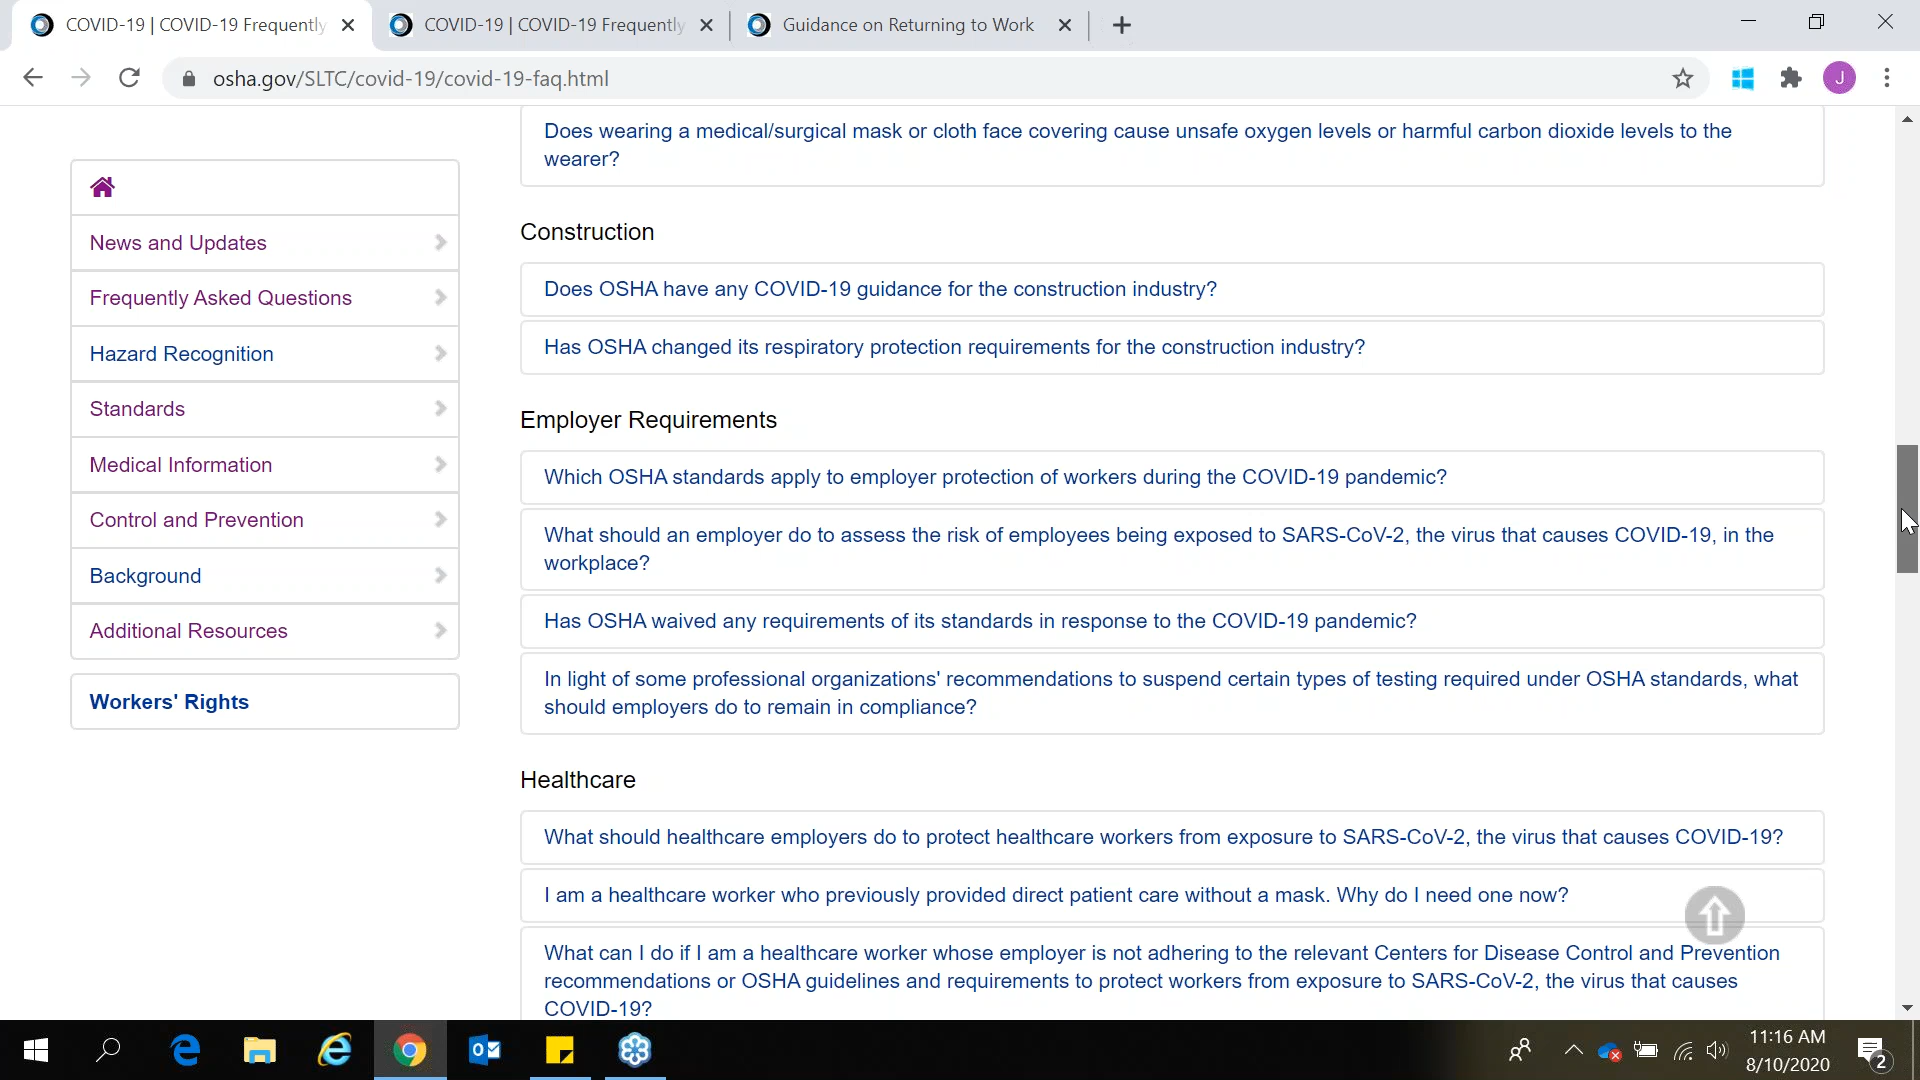 COVID-19 | COVID-19 Frequently
COVID-19 | COVID-19 Frequently
Guidance on Returning to Work
osha.gov/SLTC/covid-19/covid-19-faq.html
J
Does wearing a medical/surgical mask or cloth face covering cause unsafe oxygen levels or harmful carbon dioxide levels to the
wearer?
News and Updates
Frequently Asked Questions
Hazard Recognition
Standards
Medical Information
Control and Prevention
Background
Additional Resources
Workers' Rights
Construction
Does OSHA have any COVID-19 guidance for the construction industry?
Has OSHA changed its respiratory protection requirements for the construction industry?
Employer Requirements
Which OSHA standards apply to employer protection of workers during the COVID-19 pandemic?
What should an employer do to assess the risk of employees being exposed to SARS-CoV-2, the virus that causes COVID-19, in the
workplace?
Has OSHA waived any requirements of its standards in response to the COVID-19 pandemic?
In light of some professional organizations' recommendations to suspend certain types of testing required under OSHA standards, what
should employers do to remain in compliance?
Healthcare
What should healthcare employers do to protect healthcare workers from exposure to SARS-CoV-2, the virus that causes COVID-19?
I am a healthcare worker who previously provided direct patient care without a mask. Why do I need one now?
What can I do if I am a healthcare worker whose employer is not adhering to the relevant Centers for Disease Control and Prevention
recommendations or OSHA guidelines and requirements to protect workers from exposure to SARS-CoV-2, the virus that causes
COVID-19?
11:16 AM
8/10/2020
2